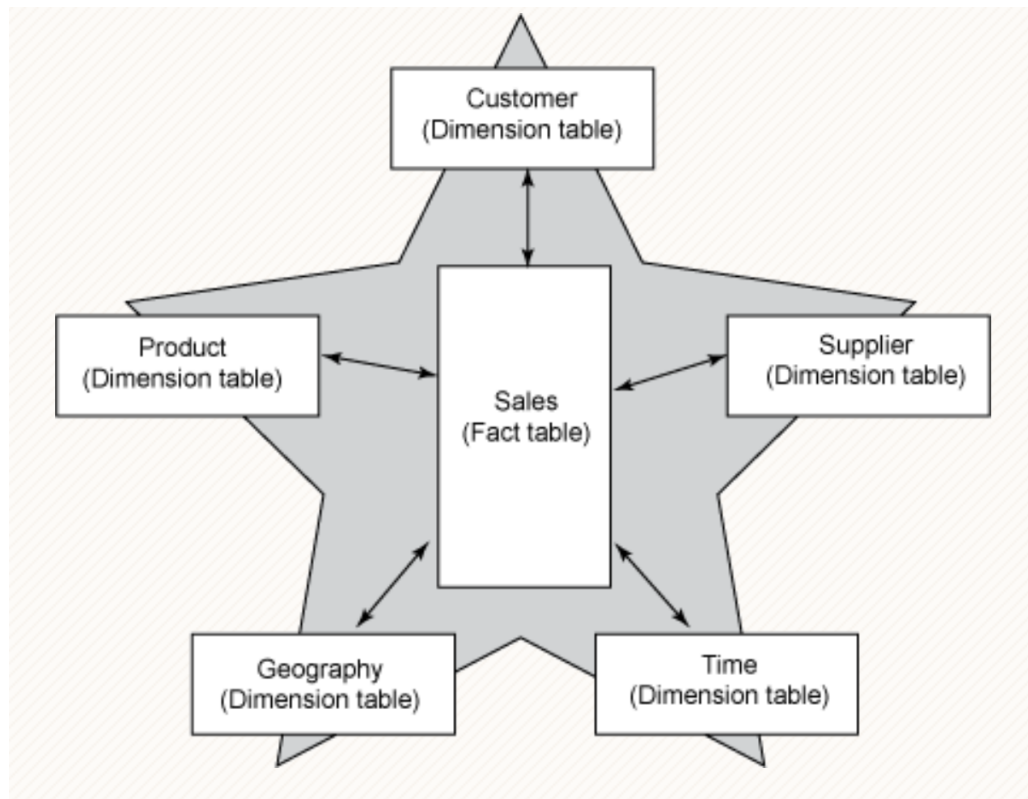 Customer
(Dimension table)
Product
(Dimension table)
Supplier
(Dimension table)
Sales
(Fact table)
Geography
(Dimension table)
Time
(Dimension table)